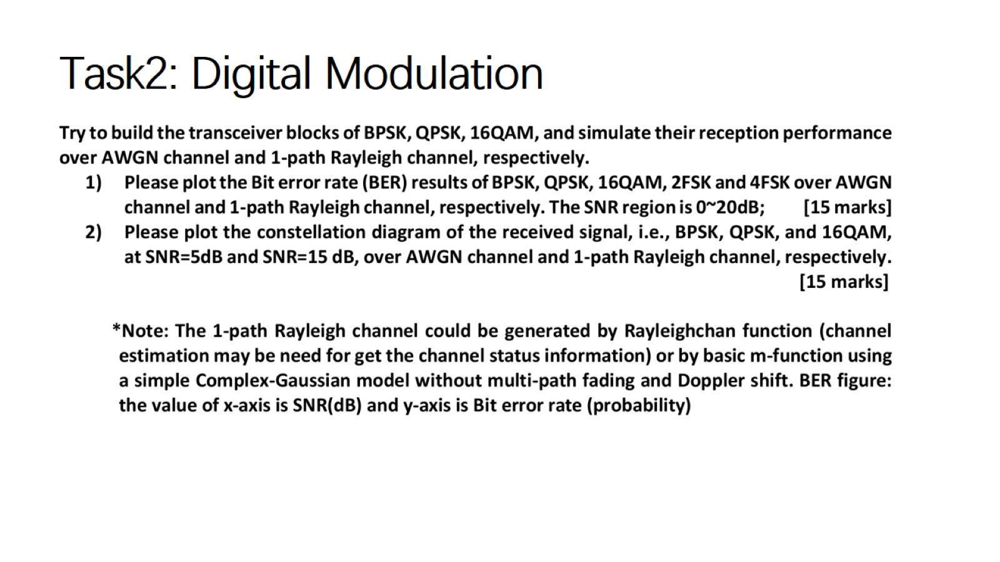 Task2: Digital Modulation
Try to build the transceiver blocks of BPSK, QPSK, 16QAM, and simulate their reception performance
over AWGN channel and 1-path Rayleigh channel, respectively.
1) Please plot the Bit error rate (BER) results of BPSK, QPSK, 16QAM, 2FSK and 4FSK over AWGN
channel and 1-path Rayleigh channel, respectively. The SNR region is 0~20dB; [15 marks]
2) Please plot the constellation diagram of the received signal, i.e., BPSK, QPSK, and 16QAM,
at SNR=5dB and SNR=15 dB, over AWGN channel and 1-path Rayleigh channel, respectively.
[15 marks]
*Note: The 1-path Rayleigh channel could be generated by Rayleighchan function (channel
estimation may be need for get the channel status information) or by basic m-function using
a simple Complex-Gaussian model without multi-path fading and Doppler shift. BER figure:
the value of x-axis is SNR(dB) and y-axis is Bit error rate (probability)